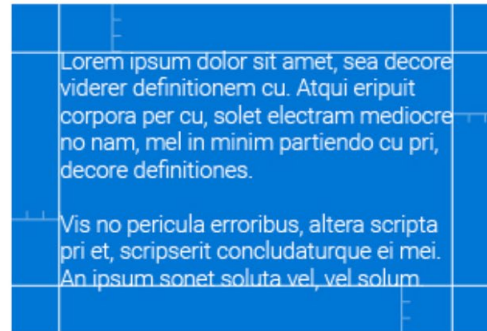 Lorem ipsum dolor sit amet, sea decore
viderer definitionem cu. Atqui eripuit
corpora per cu, solet electram mediocre
no nam, mel in minim partiendo cu pri,
decore definitiones.
Vis no pericula erroribus, altera scripta
pri et, scripserit concludaturque ei mei.
An ipsum sonet soluta vel, vel solum.